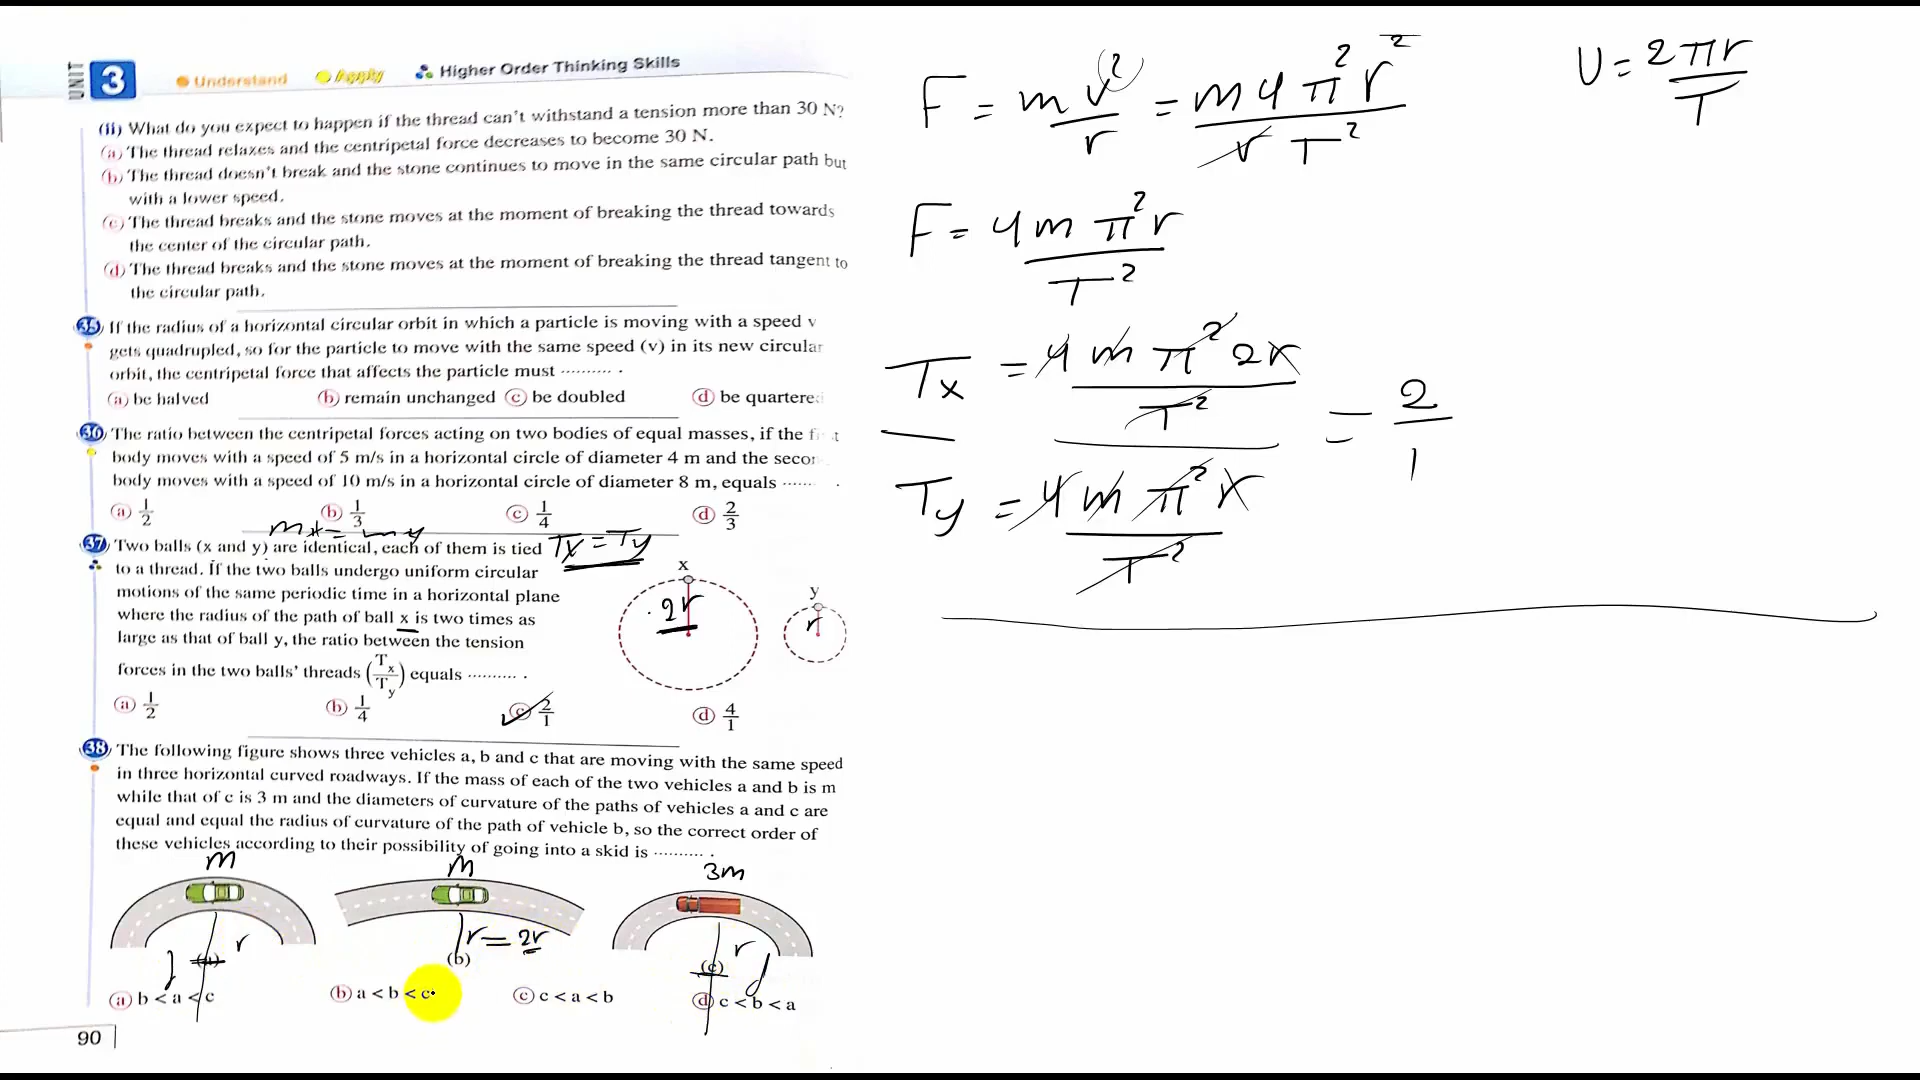 UNIT 3 Understand Apply Higher Order Thinking Skills
(ii) What do you expect to happen if the thread can't withstand a tension more than 30 N?
(a) The thread relaxes and the centripetal force decreases to become 30 N.
(b) The thread doesn't break and the stone continues to move in the same circular path but
with a lower speed.
(c) The thread breaks and the stone moves at the moment of breaking the thread towards
the center of the circular path.
(d) The thread breaks and the stone moves at the moment of breaking the thread tangent to
the circular path.
35 If the radius of a horizontal circular orbit in which a particle is moving with a speed v
gets quadrupled, so for the particle to move with the same speed (v) in its new circular
orbit, the centripetal force that affects the particle must ·········· .
(a) be halved (b) remain unchanged (c) be doubled (d) be quartered
36 The ratio between the centripetal forces acting on two bodies of equal masses, if the
body moves with a speed of 5 m/s in a horizontal circle of diameter 4 m and the
body moves with a speed of 10 m/s in a horizontal circle of diameter 8 m, equals ······ .
(a) 1/2 (b) 1/3 (c) 1/4 (d) 2/3
mx = my
37 Two balls (x and y) are identical, each of them is tied Tx = Ty
to a thread. If the two balls undergo uniform circular
motions of the same periodic time in a horizontal plane
where the radius of the path of ball x is two times as
large as that of ball y, the ratio between the tension
forces in the two balls' threads (Tx/Ty) equals ·········· .
x
2r
y
r
(a) 1/2 (b) 1/4 (c) 2/1 (d) 4/1
38 The following figure shows three vehicles a, b and c that are moving with the same speed
in three horizontal curved roadways. If the mass of each of the two vehicles a and b is m
while that of c is 3 m and the diameters of curvature of the paths of vehicles a and c are
equal and equal the radius of curvature of the path of vehicle b, so the correct order of
these vehicles according to their possibility of going into a skid is ·········· .
m m 3m
r r = 2r r
(a) (b) (c)
(a) b < a < c (b) a < b < c (c) c < a < b (d) c < b < a
90
F = mv²/r = m4π²r²/rT²
v = 2πr/T
F = 4mπ²r/T²
Tx = 4mπ²2r/T²
= 2/1
Ty = 4mπ²r/T²